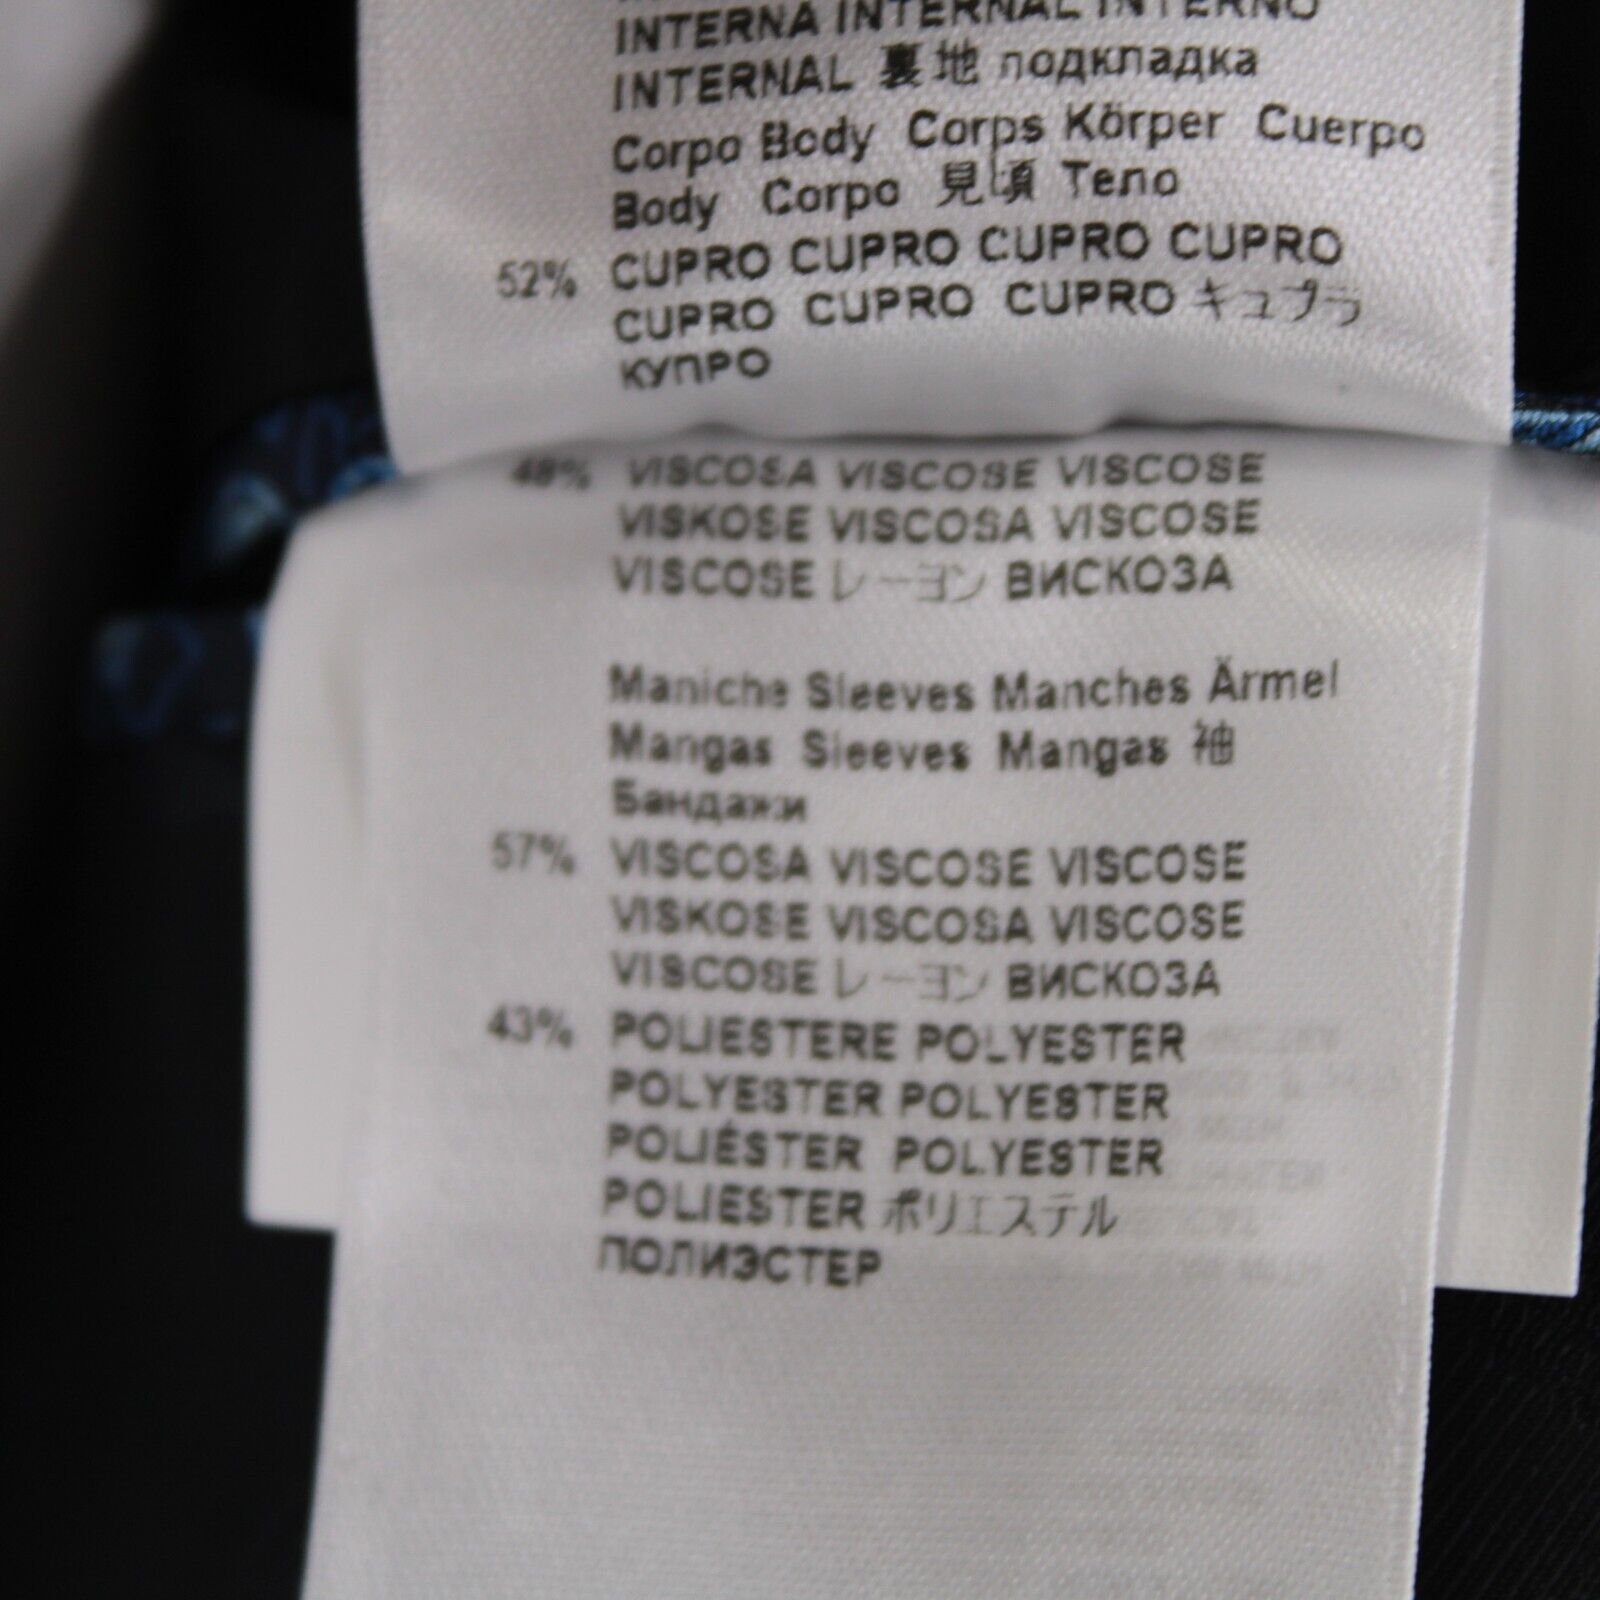 INTERNA INTERNAL INTERNO
INTERNAL 裏地 подкладка
Corpo Body Corps Körper Cuerpo
Body Corpo 見頃 Тело
52% CUPRO CUPRO CUPRO CUPRO
CUPRO CUPRO CUPRO キュプラ
КУПРО
48% VISCOSA VISCOSE VISCOSE
VISKOSE VISCOSA VISCOSE
VISCOSE レーヨン ВИСКОЗА
Maniche Sleeves Manches Ärmel
Mangas Sleeves Mangas 袖
Бандажи
57% VISCOSA VISCOSE VISCOSE
VISKOSE VISCOSA VISCOSE
VISCOSE レーヨン ВИСКОЗА
43% POLIESTERE POLYESTER
POLYESTER POLYESTER
POLIÉSTER POLYESTER
POLIESTER ポリエステル
ПОЛИЭСТЕР